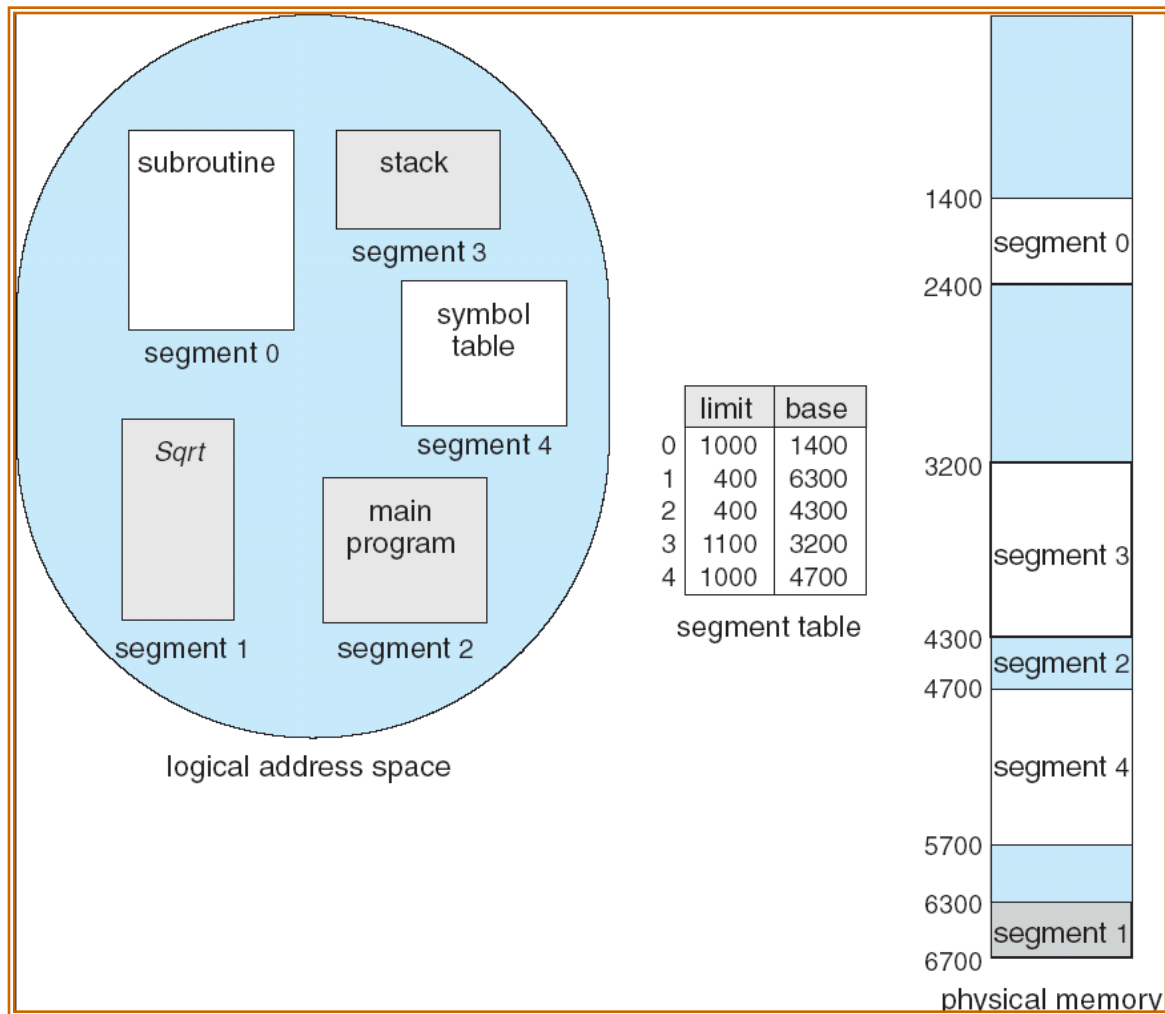 subroutine
stack
segment 3
segment 0
symbol
table
segment 4
Sqrt
segment 1
main
program
segment 2
logical address space
limit base
0 1000 1400
1 400 6300
2 400 4300
3 1100 3200
4 1000 4700
segment table
1400
segment 0
2400
3200
segment 3
4300
segment 2
4700
segment 4
5700
6300
segment 1
6700
physical memory